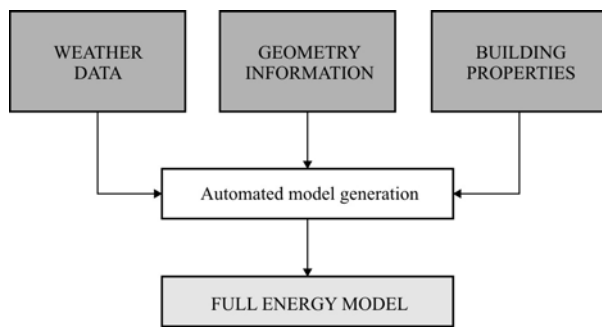 WEATHER
DATA
GEOMETRY
INFORMATION
BUILDING
PROPERTIES
Automated model generation
FULL ENERGY MODEL